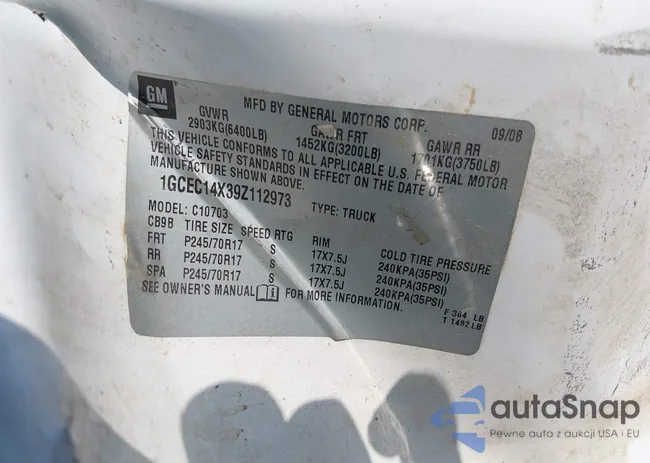 GM
MFD BY GENERAL MOTORS CORP. 09/08
GVWR GAWR FRT GAWR RR
2903KG(6400LB) 1452KG(3200LB) 1701KG(3750LB)
THIS VEHICLE CONFORMS TO ALL APPLICABLE U.S. FEDERAL MOTOR
VEHICLE SAFETY STANDARDS IN EFFECT ON THE DATE OF
MANUFACTURE SHOWN ABOVE.
1GCEC14X39Z112973 TYPE: TRUCK
MODEL: C10703
CB9B TIRE SIZE SPEED RTG RIM COLD TIRE PRESSURE
FRT P245/70R17 S 17X7.5J 240KPA(35PSI)
RR P245/70R17 S 17X7.5J 240KPA(35PSI)
SPA P245/70R17 S 17X7.5J 240KPA(35PSI)
SEE OWNER'S MANUAL FOR MORE INFORMATION.
F 364 LB
T 1482 LB
autaSnap
Pewne auta z aukcji USA i EU